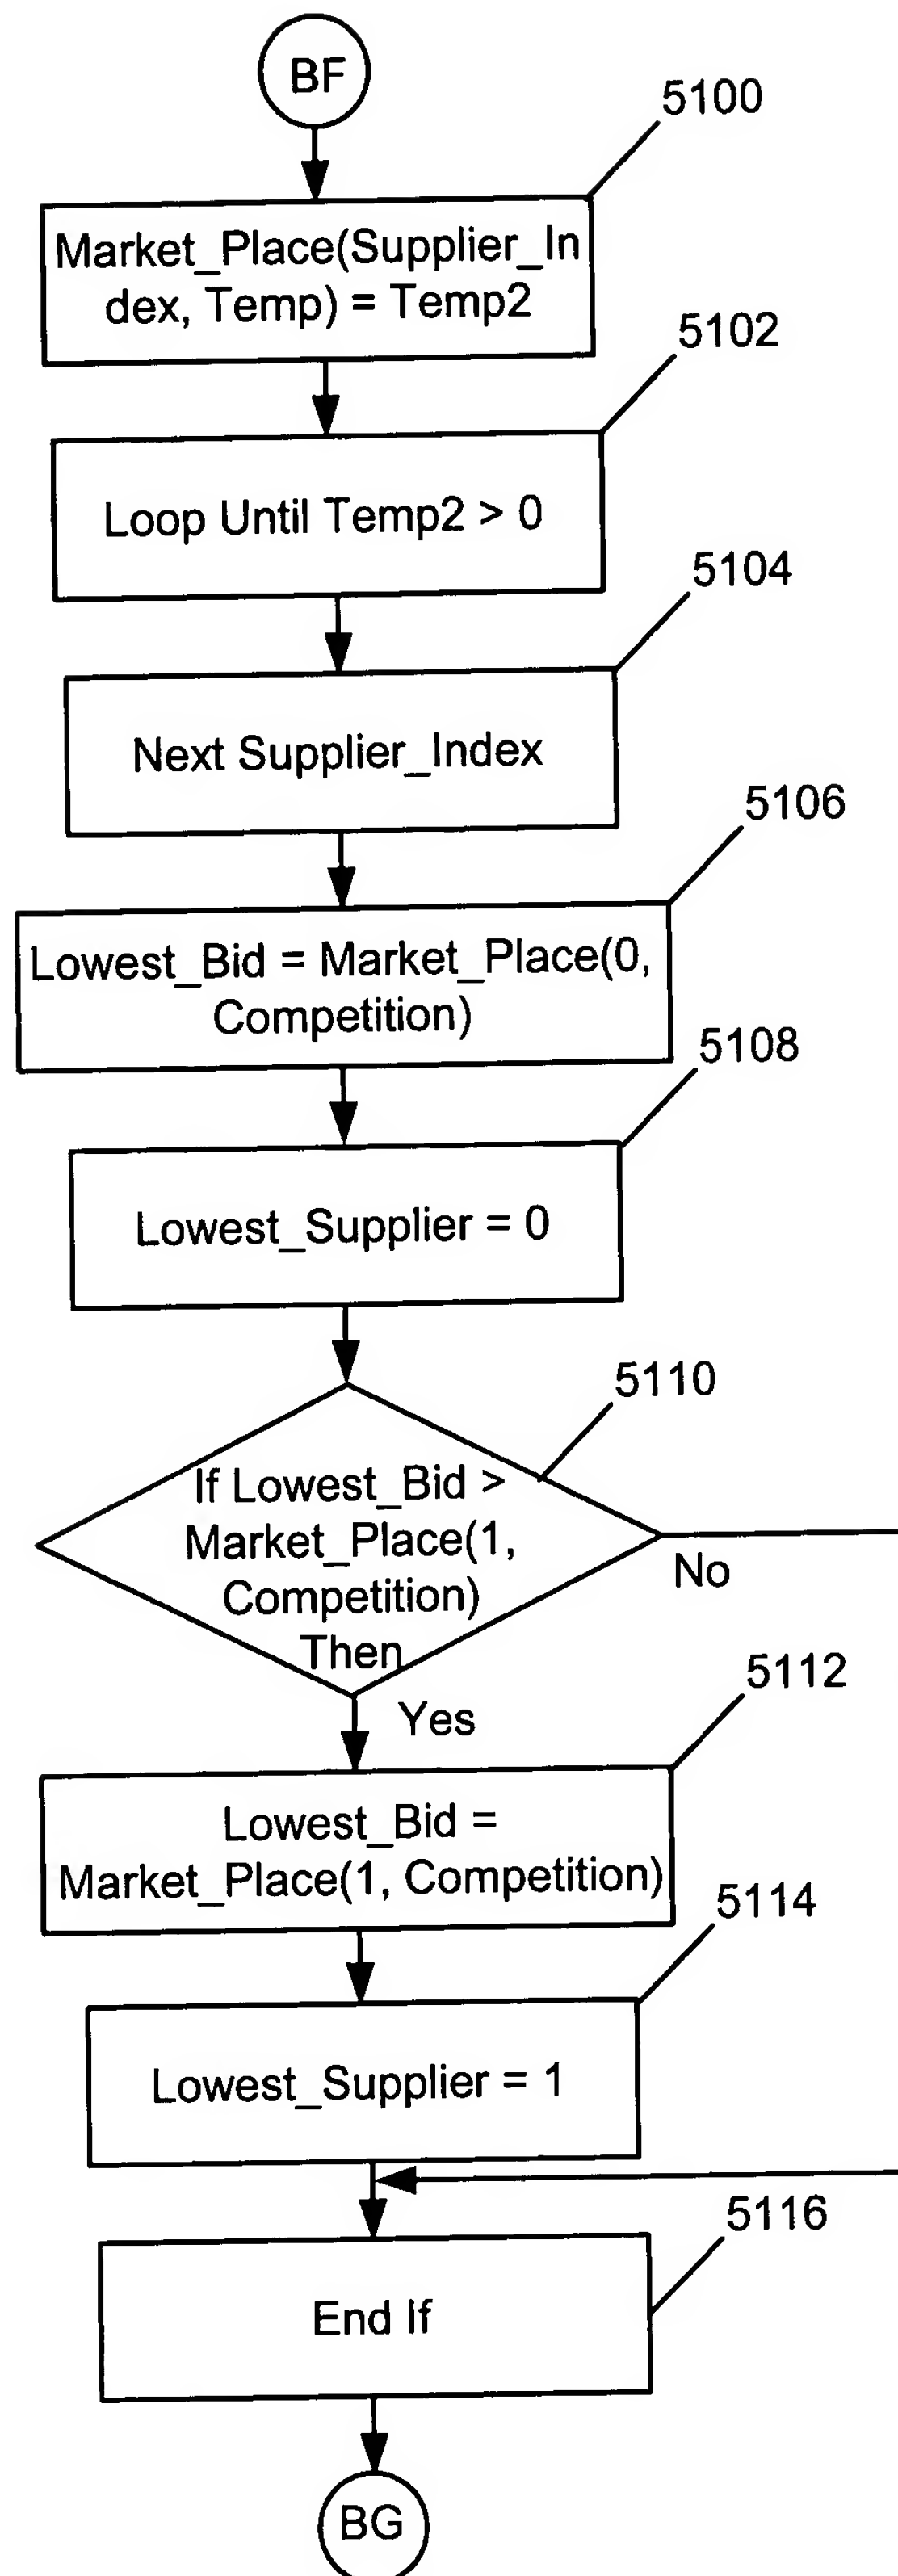 BF
5100
Market_Place(Supplier_In
dex, Temp) = Temp2
5102
Loop Until Temp2 > 0
5104
Next Supplier_Index
5106
Lowest_Bid = Market_Place(0,
Competition)
5108
Lowest_Supplier = 0
5110
If Lowest_Bid >
Market_Place(1,
Competition)
Then
No
Yes
5112
Lowest_Bid =
Market_Place(1, Competition)
5114
Lowest_Supplier = 1
5116
End If
BG